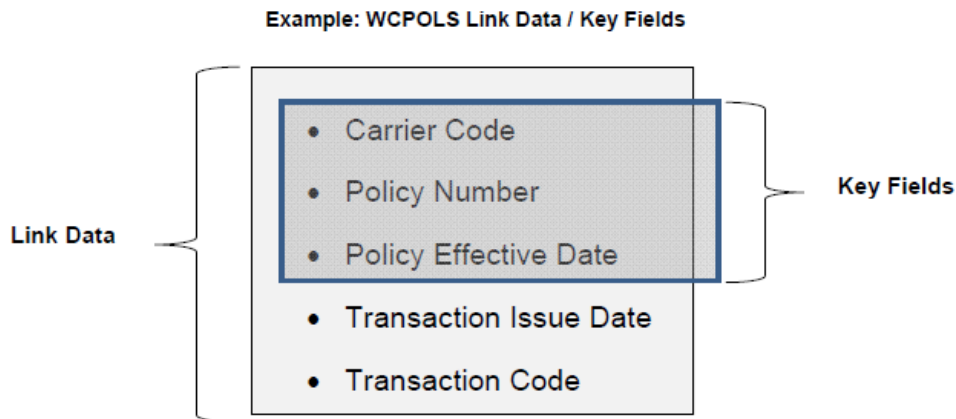 Example: WCPOLS Link Data / Key Fields
• Carrier Code
• Policy Number
Key Fields
Link Data
• Policy Effective Date
• Transaction Issue Date
• Transaction Code